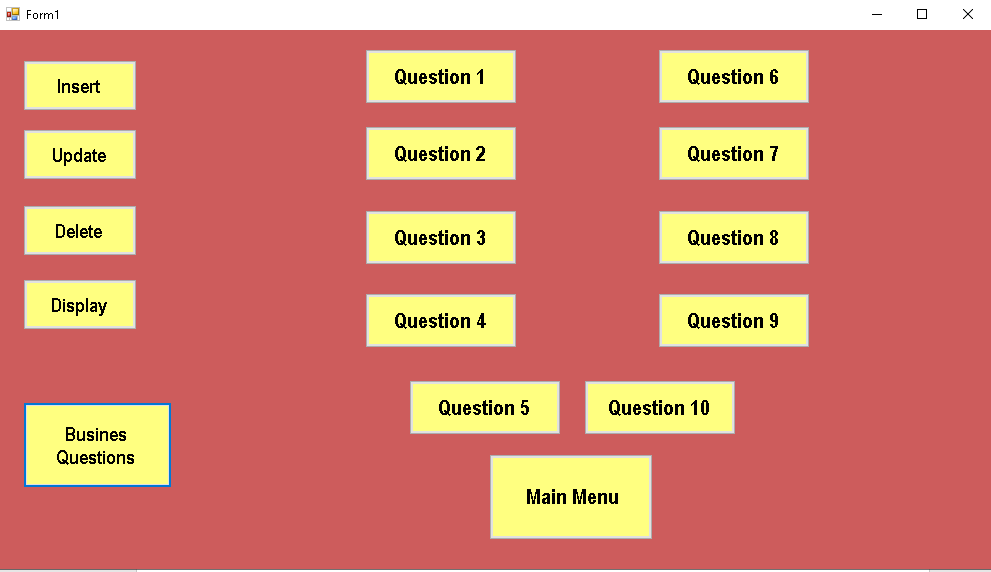 Form1
Insert
Update
Delete
Display
Busines
Questions
Question 1
Question 2
Question 3
Question 4
Question 5
Question 6
Question 7
Question 8
Question 9
Question 10
Main Menu